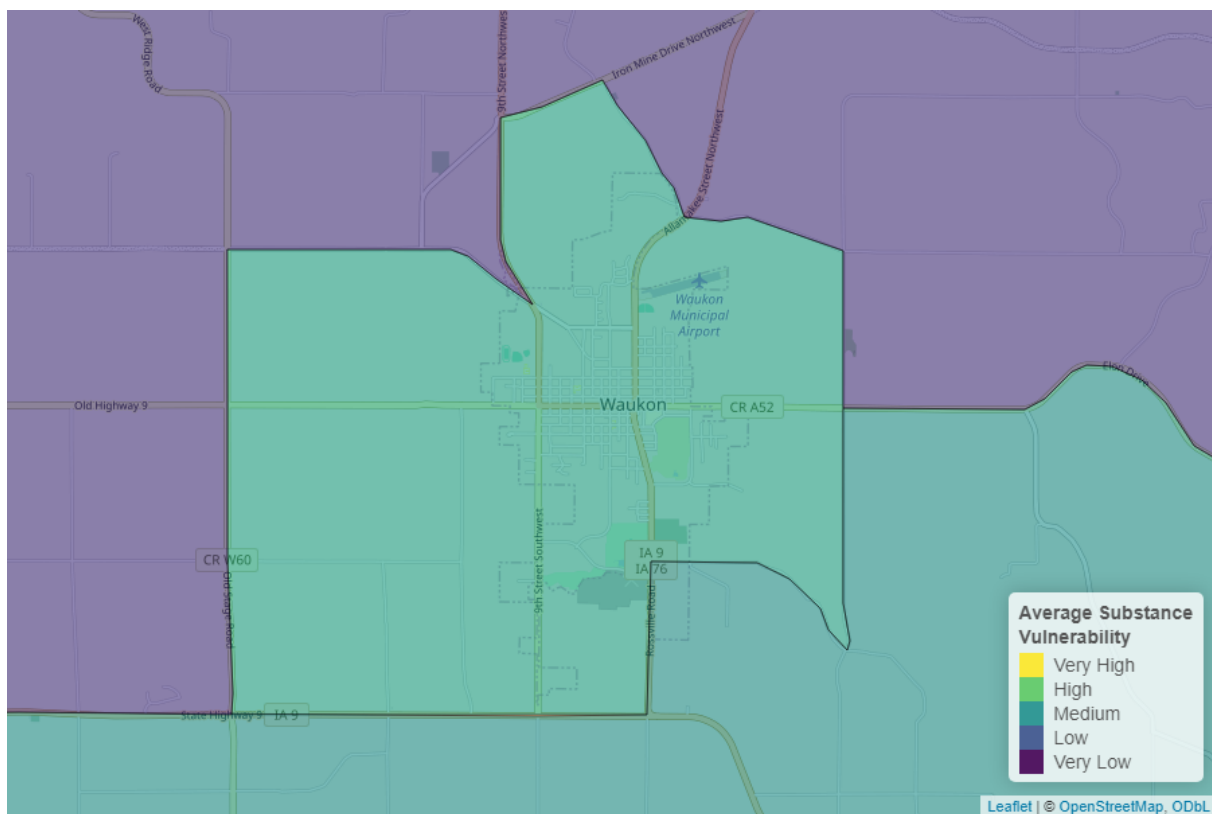 West Ridge Road
9th Street Northwest
Iron Mine Drive Northwest
Allamakee Street Northwest
Waukon
Municipal
Airport
Elon Drive
Old Highway 9
Waukon
CR A52
CR W60
Old Stage Road
9th Street Southwest
IA 9
IA 76
Rossville Road
State Highway 9
IA 9
Average Substance
Vulnerability
Very High
High
Medium
Low
Very Low
Leaflet | © OpenStreetMap, ODbL